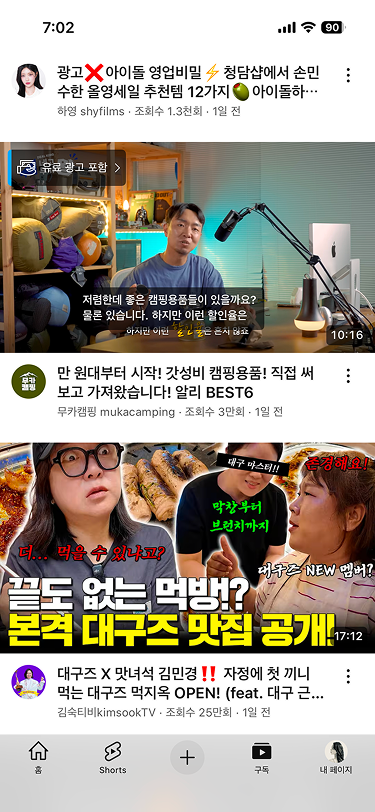 7:02
90
광고❌아이돌 영업비밀⚡청담샵에서 손민
수한 올영세일 추천템 12가지🫒아이돌하…
하영 shyfilms · 조회수 1.3천회 · 1일 전
유료 광고 포함
저렴한데 좋은 캠핑용품들이 있을까요?
물론 있습니다. 하지만 이런 할인율은
하지만 이런 할인율은 흔치 않죠
10:16
무카
캠핑
만 원대부터 시작! 갓성비 캠핑용품! 직접 써
보고 가져왔습니다! 알리 BEST6
무카캠핑 mukacamping · 조회수 3만회 · 1일 전
대구 마스터!!
존경해요!
막창부터
브런치까지
더... 먹을 수 있냐고?
대구즈 NEW 멤버?
끝도 없는 먹방!?
본격 대구즈 맛집 공개!
17:12
대구즈 X 맛녀석 김민경‼️ 자정에 첫 끼니
먹는 대구즈 먹지옥 OPEN! (feat. 대구 근...
김숙티비kimsookTV · 조회수 25만회 · 1일 전
홈
Shorts
구독
내 페이지